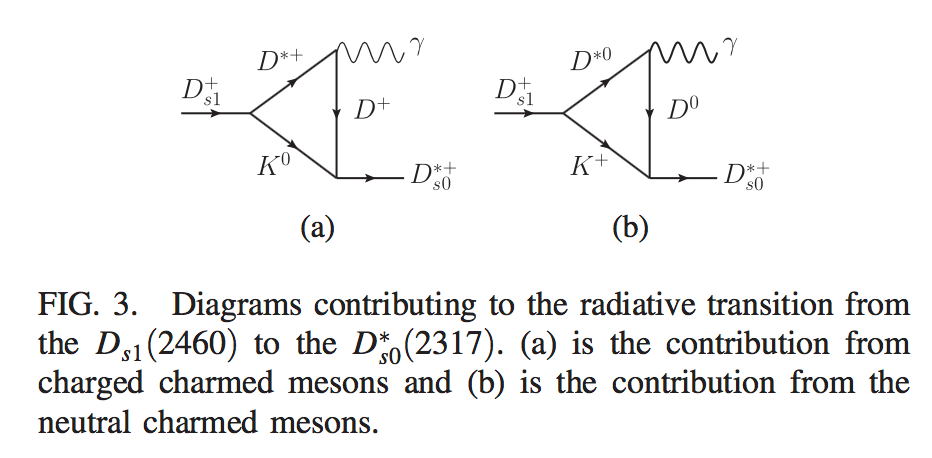 D*+ γ D*0 γ
D+s1 D+ D+s1 D0
K0 D*+s0 K+ D*+s0
(a) (b)
FIG. 3. Diagrams contributing to the radiative transition from
the Ds1(2460) to the D*s0(2317). (a) is the contribution from
charged charmed mesons and (b) is the contribution from the
neutral charmed mesons.